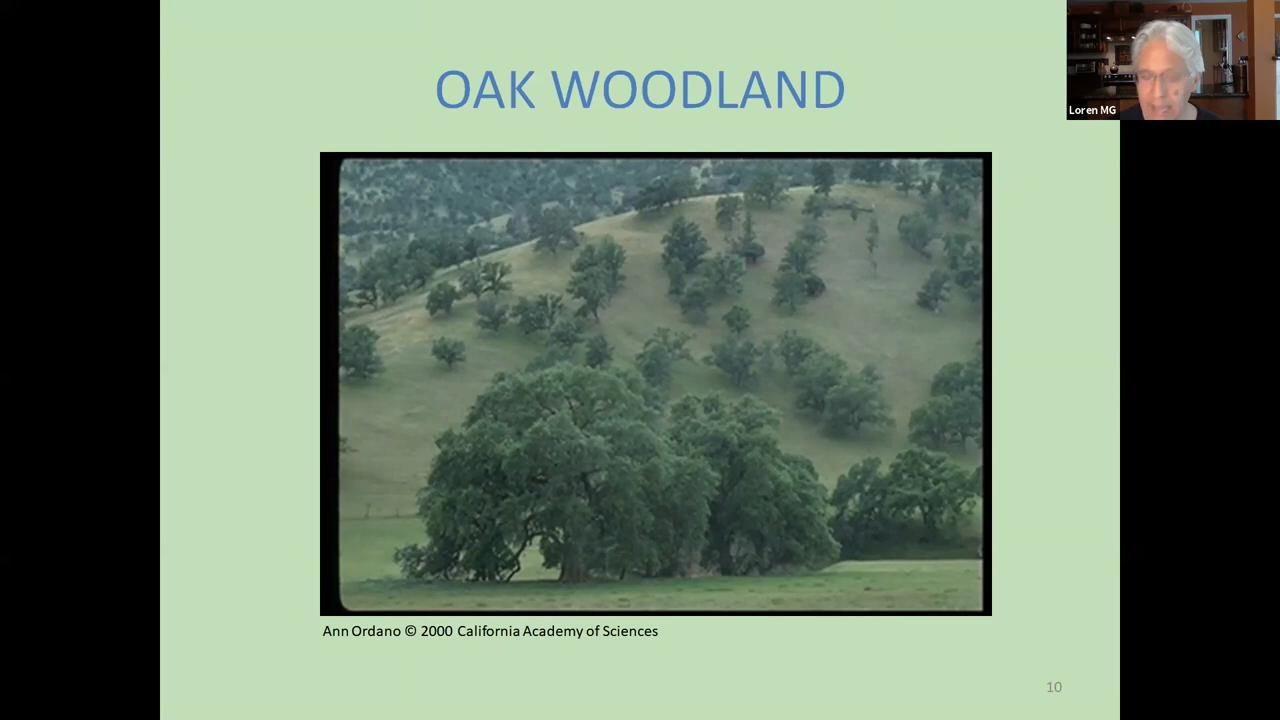 OAK WOODLAND
Loren MG
Ann Ordano © 2000 California Academy of Sciences
10